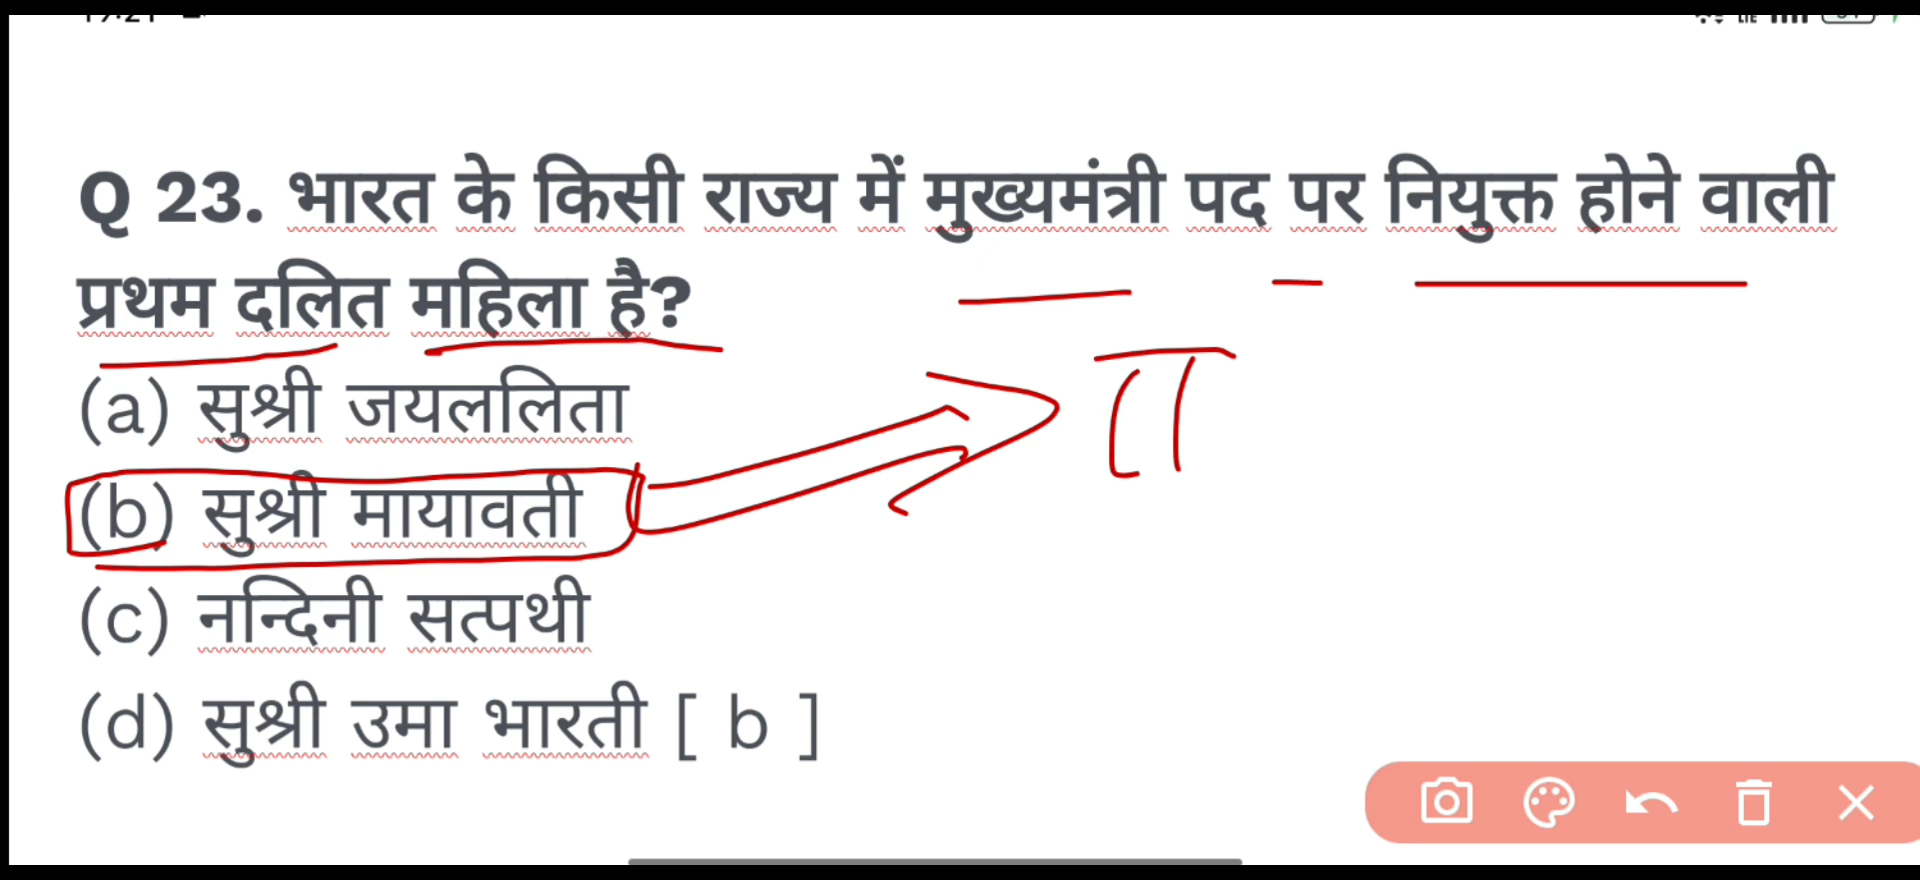 Q 23. भारत के किसी राज्य में मुख्यमंत्री पद पर नियुक्त होने वाली
प्रथम दलित महिला है?
(a) सुश्री जयललिता
(b) सुश्री मायावती
(c) नन्दिनी सत्पथी
(d) सुश्री उमा भारती [ b ]